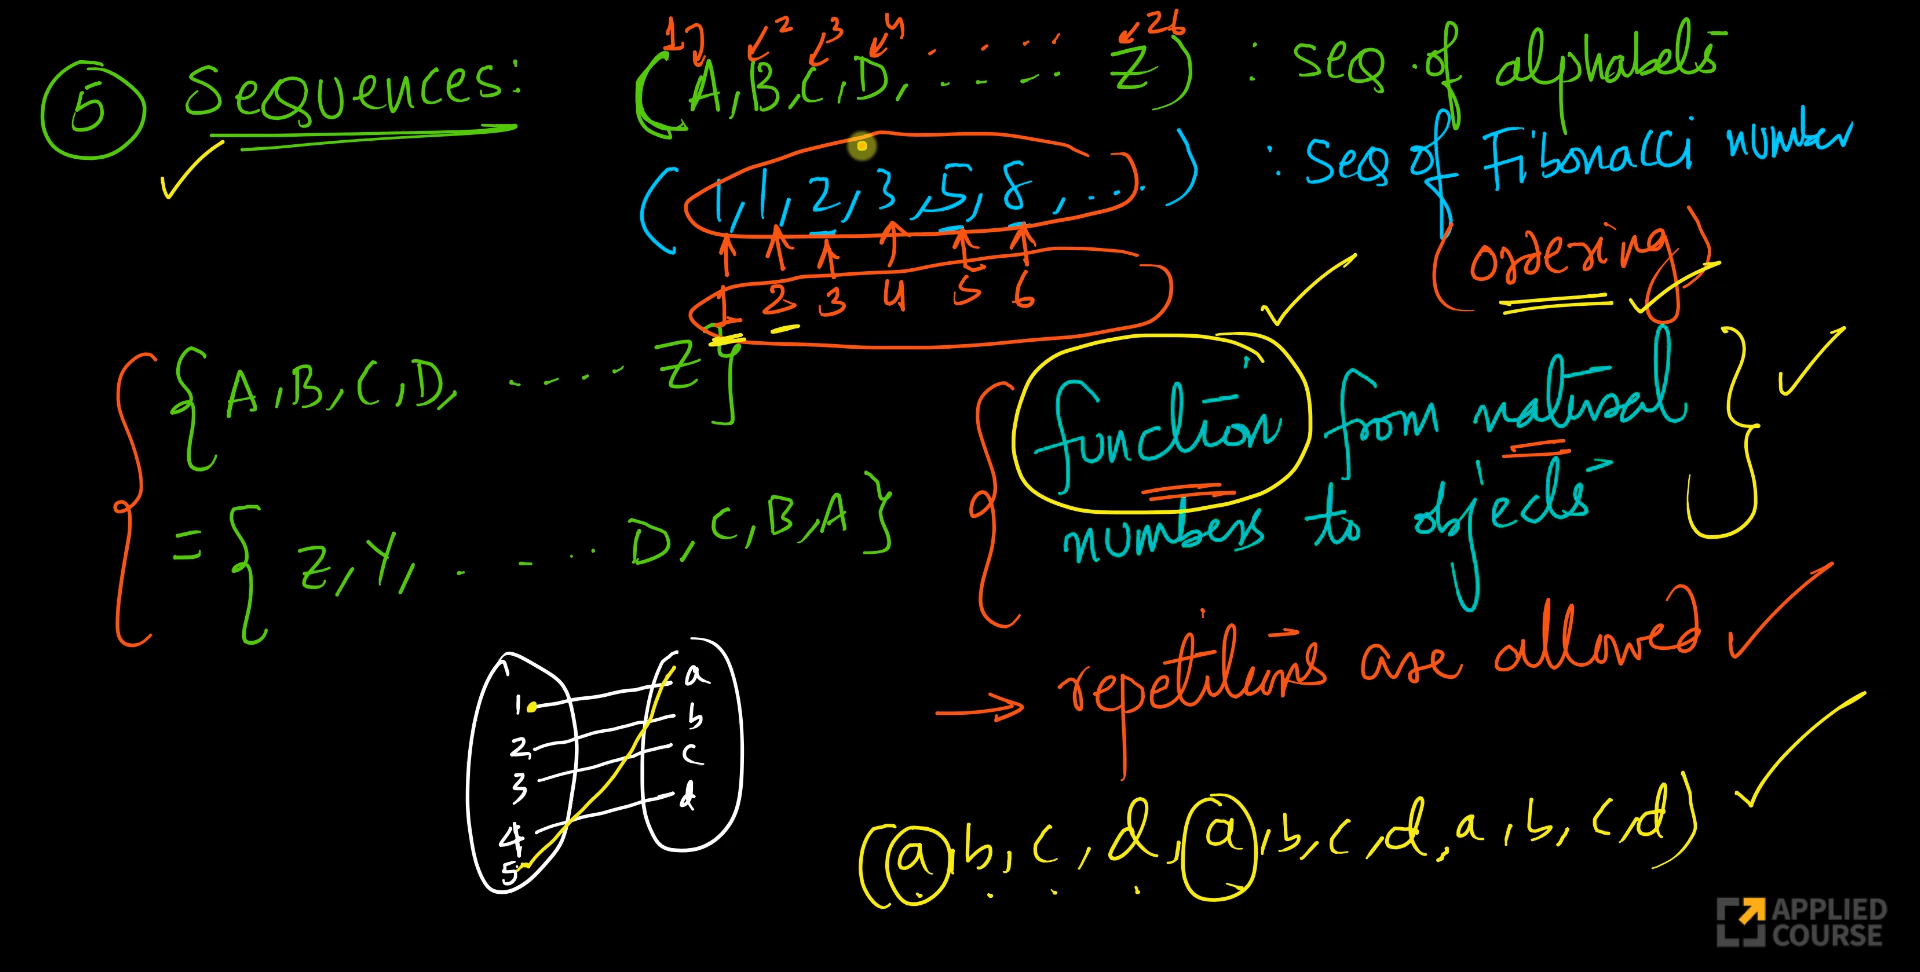 1 2 3 4 26
5 Sequences: (A, B, C, D, ..... Z) : seq. of alphabets
(1, 1, 2, 3, 5, 8, ...) : seq of Fibonacci number
1 2 3 4 5 6
(ordering)
{A, B, C, D, ..... Z}
function from natural
numbers to objects
= {Z, Y, ..... D, C, B, A}
→ repetitions are allowed
1 a
2 b
3 c
4 d
5
(a, b, c, d, a, b, c, d, a, b, c, d)
APPLIED
COURSE